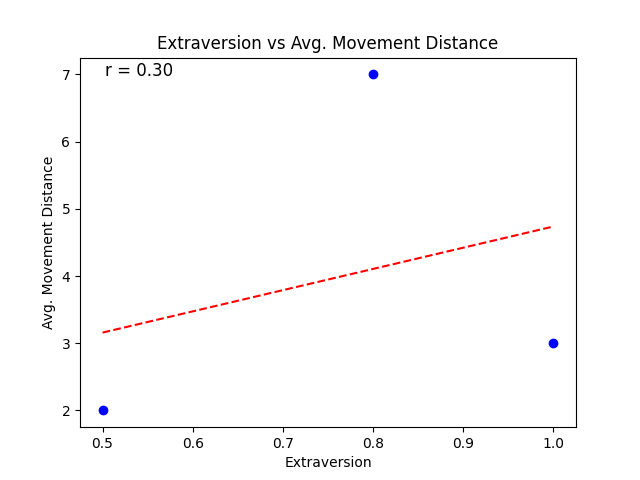 Extraversion vs Avg. Movement Distance
r = 0.30
7
6
5
4
3
2
Avg. Movement Distance
0.5 0.6 0.7 0.8 0.9 1.0
Extraversion